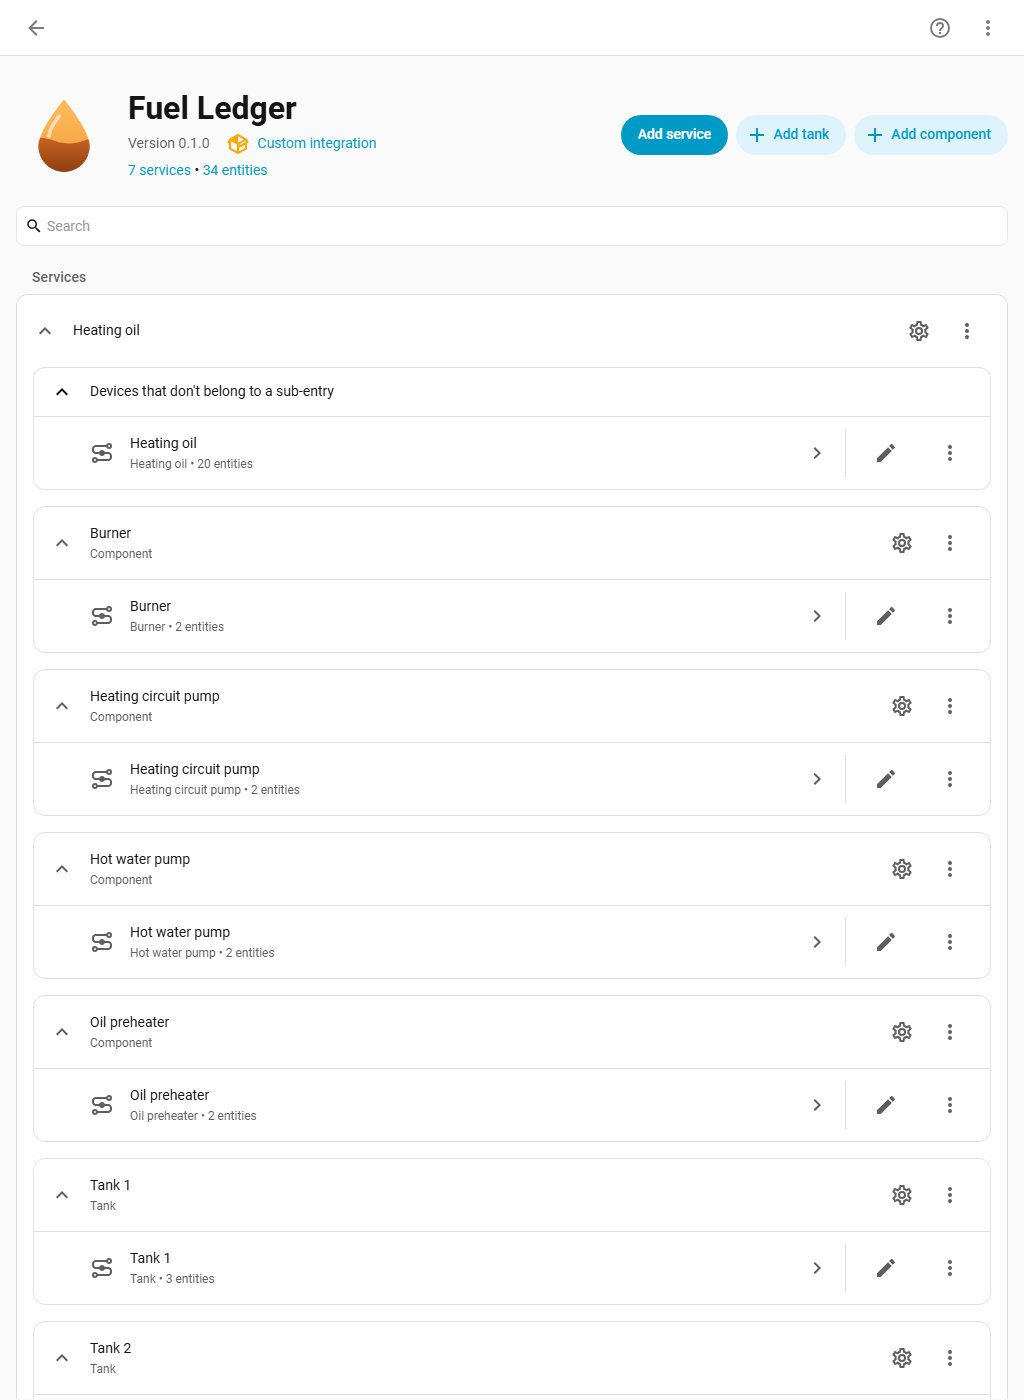 Fuel Ledger
Version 0.1.0 Custom integration
7 services • 34 entities
Add service
Add tank
Add component
Search
Services
Heating oil
Devices that don't belong to a sub-entry
Heating oil
Heating oil • 20 entities
Burner
Component
Burner
Burner • 2 entities
Heating circuit pump
Component
Heating circuit pump
Heating circuit pump • 2 entities
Hot water pump
Component
Hot water pump
Hot water pump • 2 entities
Oil preheater
Component
Oil preheater
Oil preheater • 2 entities
Tank 1
Tank
Tank 1
Tank • 3 entities
Tank 2
Tank